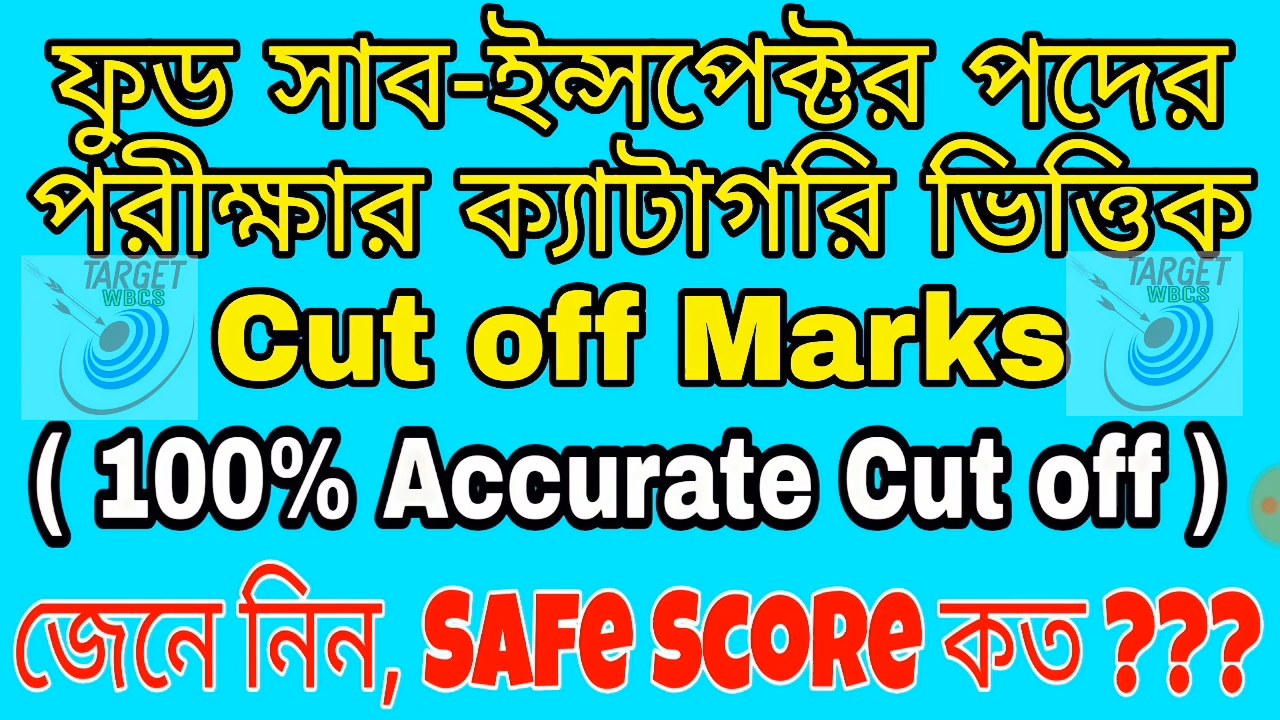 ফুড সাব-ইন্সপেক্টর পদের
পরীক্ষার ক্যাটাগরি ভিত্তিক
TARGET
WBCS
TARGET
WBCS
Cut off Marks
( 100% Accurate Cut off )
জেনে নিন, SAFE SCORE কত ???